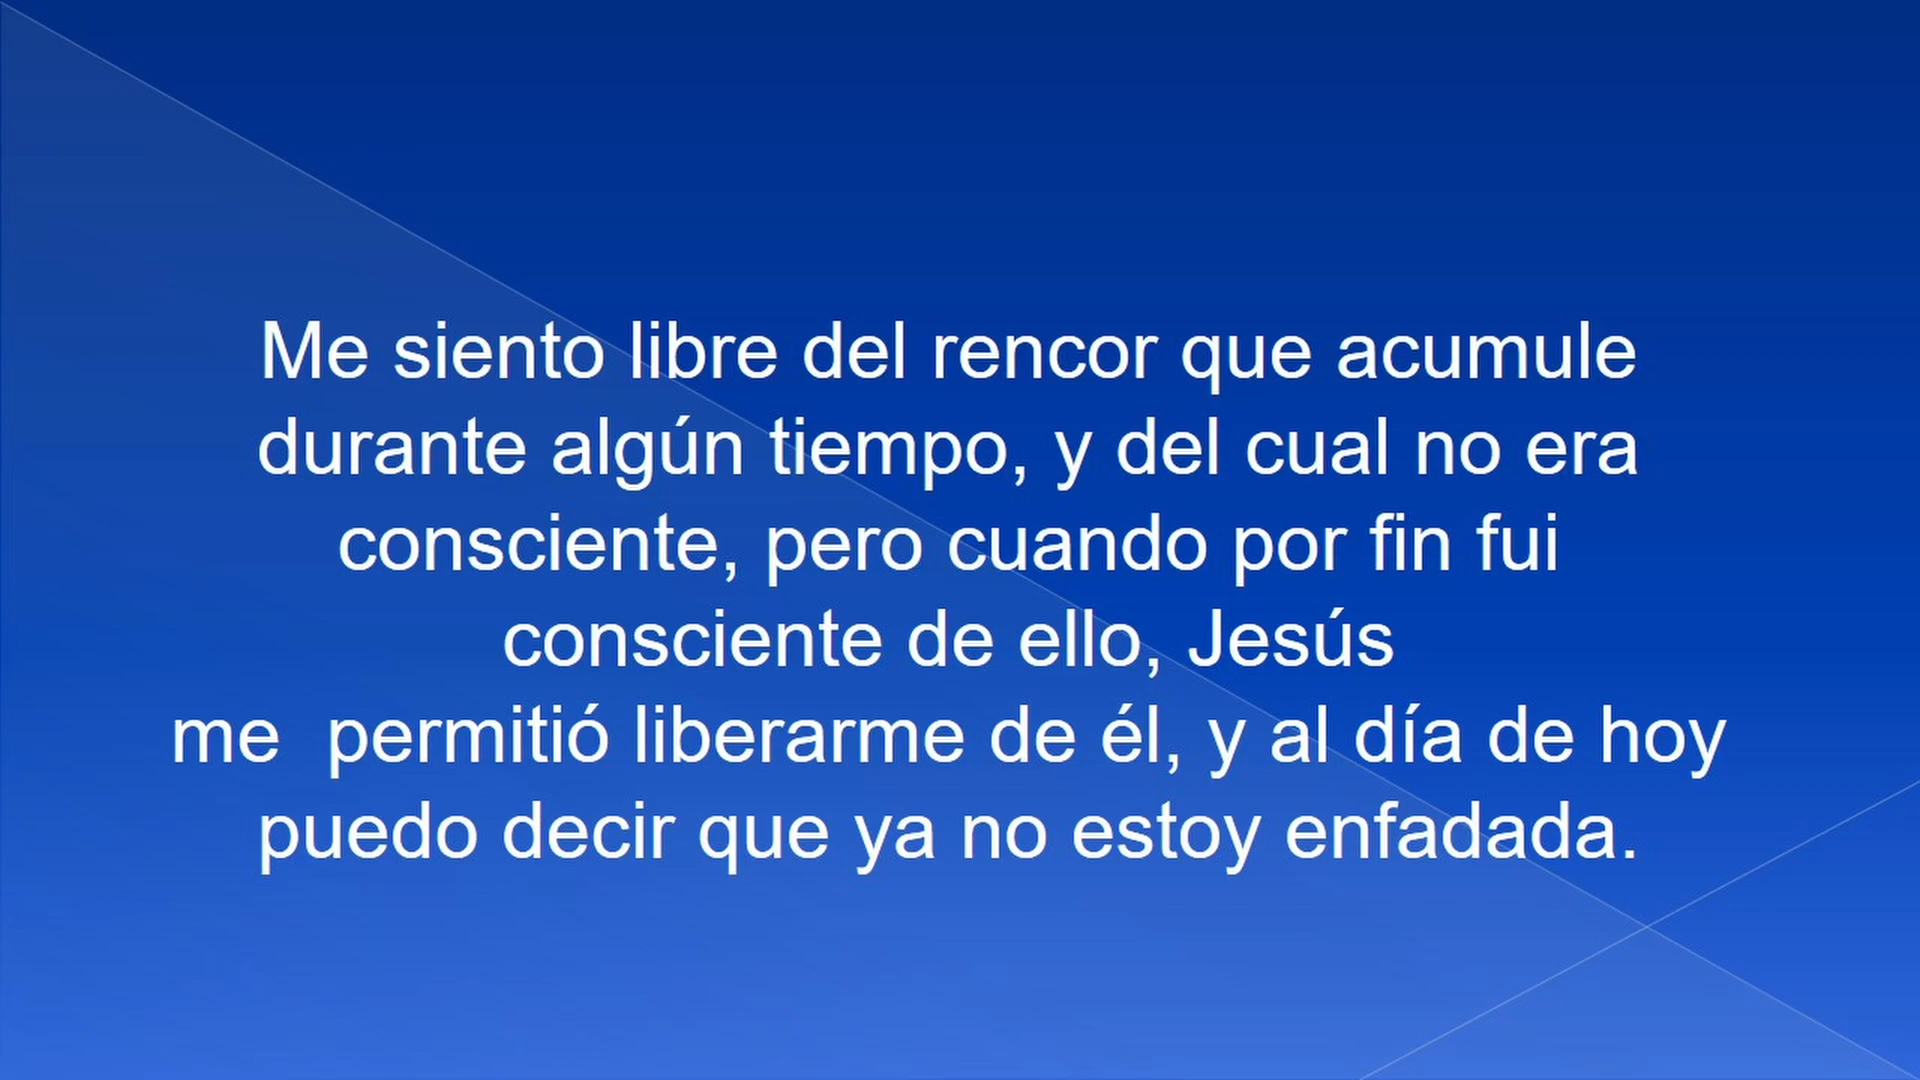 Me siento libre del rencor que acumule
durante algún tiempo, y del cual no era
consciente, pero cuando por fin fui
consciente de ello, Jesús
me  permitió liberarme de él, y al día de hoy
puedo decir que ya no estoy enfadada.